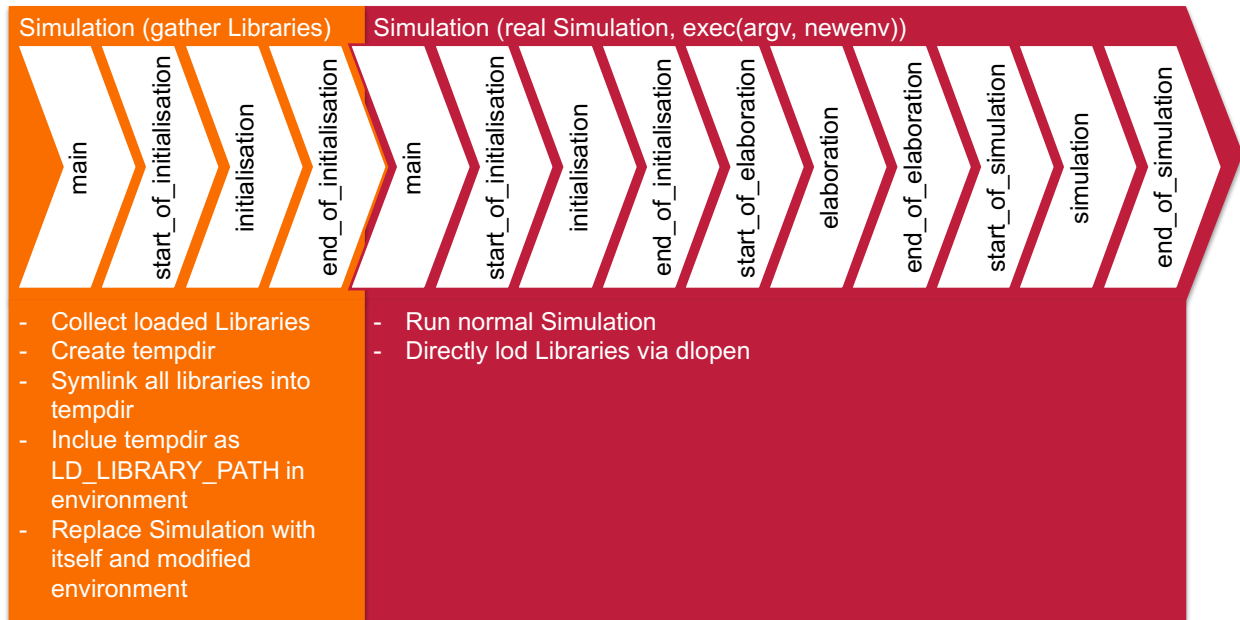 Simulation (gather Libraries)
main
start_of_initialisation
initialisation
end_of_initialisation
- Collect loaded Libraries
- Create tempdir
- Symlink all libraries into
tempdir
- Inclue tempdir as
LD_LIBRARY_PATH in
environment
- Replace Simulation with
itself and modified
environment
Simulation (real Simulation, exec(argv, newenv))
main
start_of_initialisation
initialisation
end_of_initialisation
start_of_elaboration
elaboration
end_of_elaboration
start_of_simulation
simulation
end_of_simulation
- Run normal Simulation
- Directly lod Libraries via dlopen